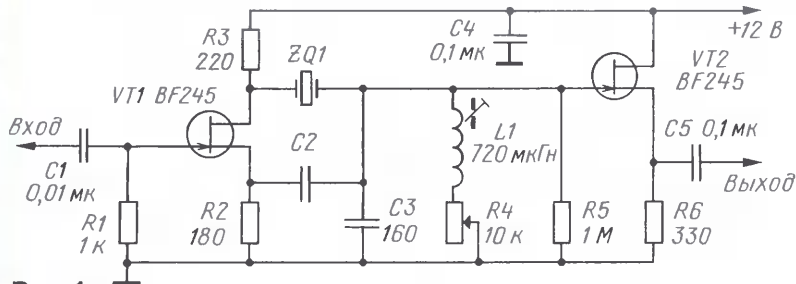 C4
0,1 мк
+12 В
R3
220
ZQ1
VT2
BF245
VT1 BF245
Вход
C1
0,01 мк
C2
L1
720 мкГн
C5 0,1 мк
Выход
R1
1 к
R2
180
C3
160
R4
10 к
R5
1 М
R6
330